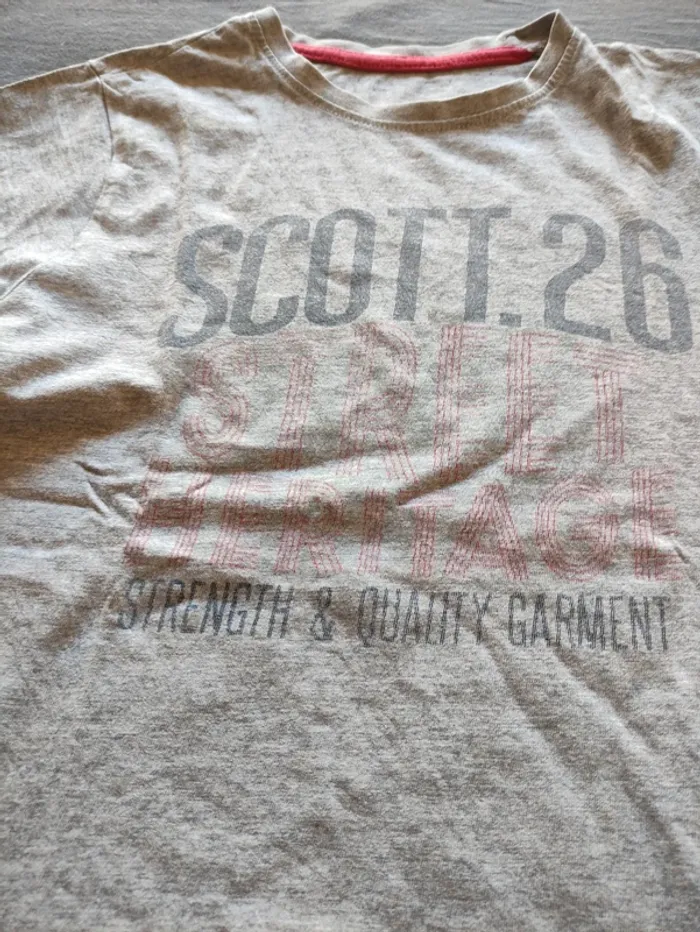 SCOTT.26
STREET
HERITAGE
STRENGTH & QUALITY GARMENT